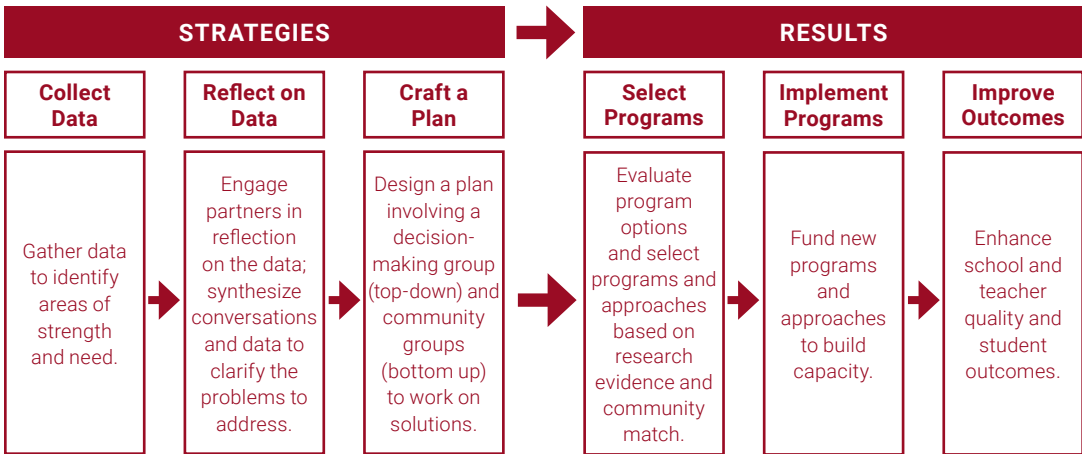 STRATEGIES
RESULTS
Collect
Data
Reflect on
Data
Craft a
Plan
Select
Programs
Implement
Programs
Improve
Outcomes
Gather data
to identify
areas of
strength
and need.
Engage
partners in
reflection
on the data;
synthesize
conversations
and data to
clarify the
problems to
address.
Design a plan
involving a
decision-
making group
(top-down) and
community
groups
(bottom up)
to work on
solutions.
Evaluate
program
options
and select
programs and
approaches
based on
research
evidence and
community
match.
Fund new
programs
and
approaches
to build
capacity.
Enhance
school and
teacher
quality and
student
outcomes.